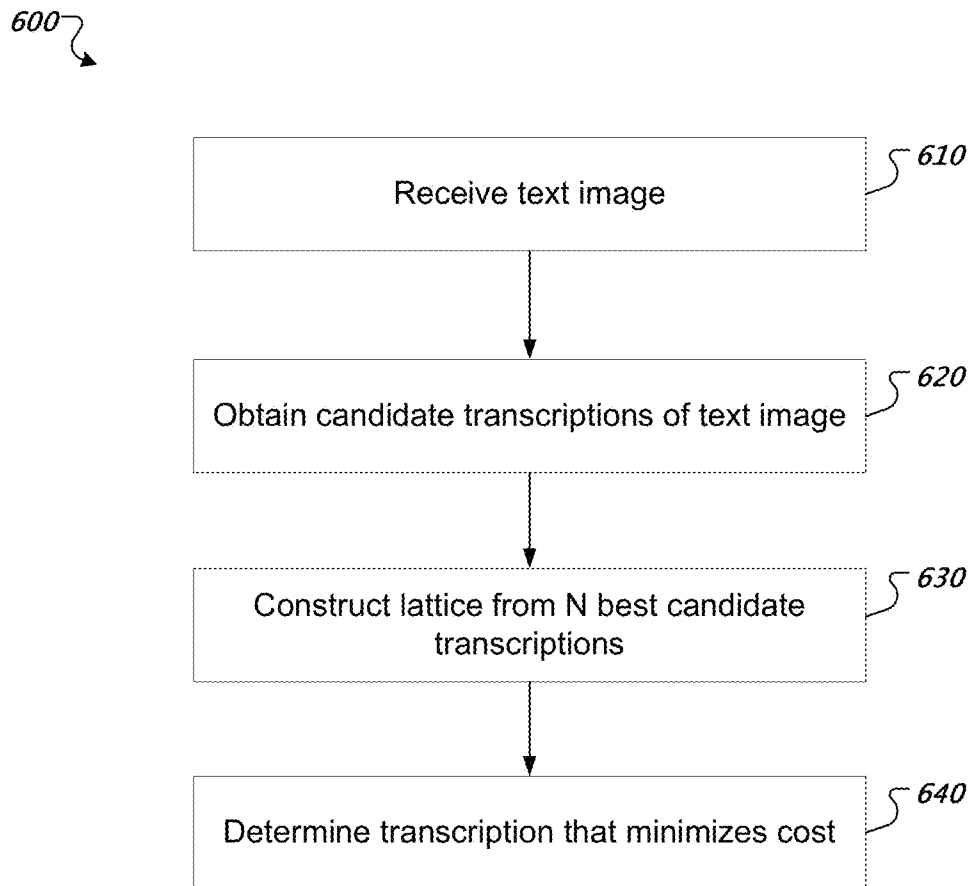 600
610
Receive text image
620
Obtain candidate transcriptions of text image
630
Construct lattice from N best candidate
transcriptions
640
Determine transcription that minimizes cost